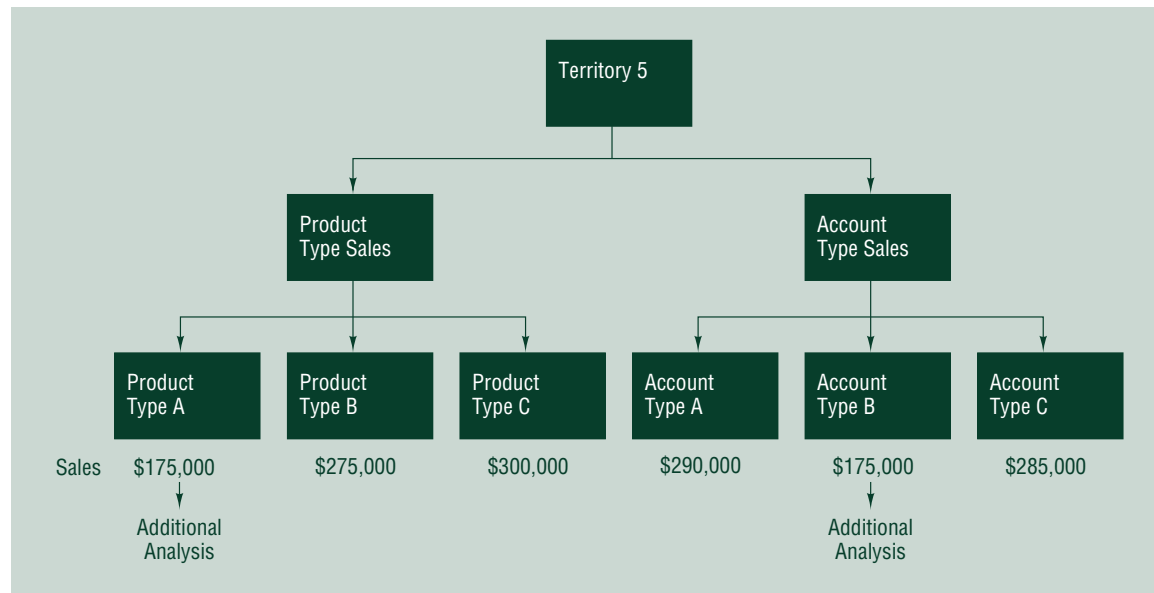 Territory 5
Product
Type Sales
Account
Type Sales
Product
Type A
Product
Type B
Product
Type C
Account
Type A
Account
Type B
Account
Type C
Sales $175,000 $275,000 $300,000 $290,000 $175,000 $285,000
Additional
Analysis
Additional
Analysis